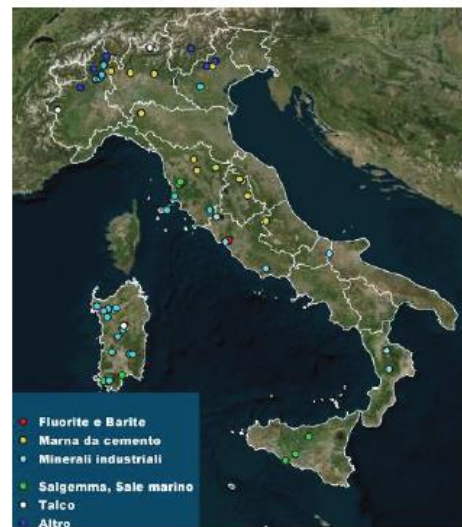 Fluorite e Barite
Marna da cemento
Minerali industriali
Salgemma, Sale marino
Talco
Altro